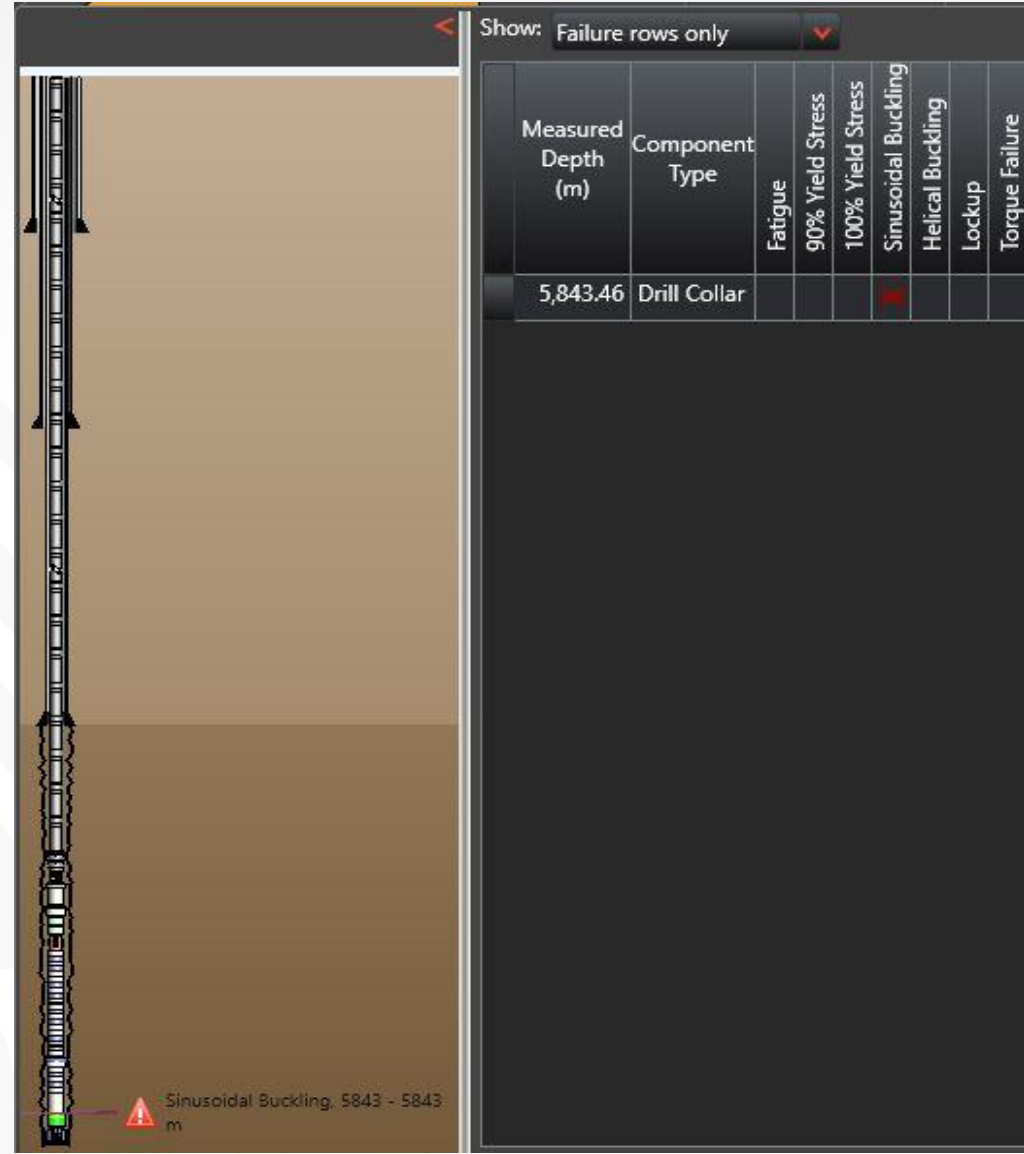 <
Show: Failure rows only
Measured
Depth
(m)
Component
Type
Fatigue
90% Yield Stress
100% Yield Stress
Sinusoidal Buckling
Helical Buckling
Lockup
Torque Failure
5,843.46 Drill Collar
Sinusoidal Buckling, 5843 - 5843
m